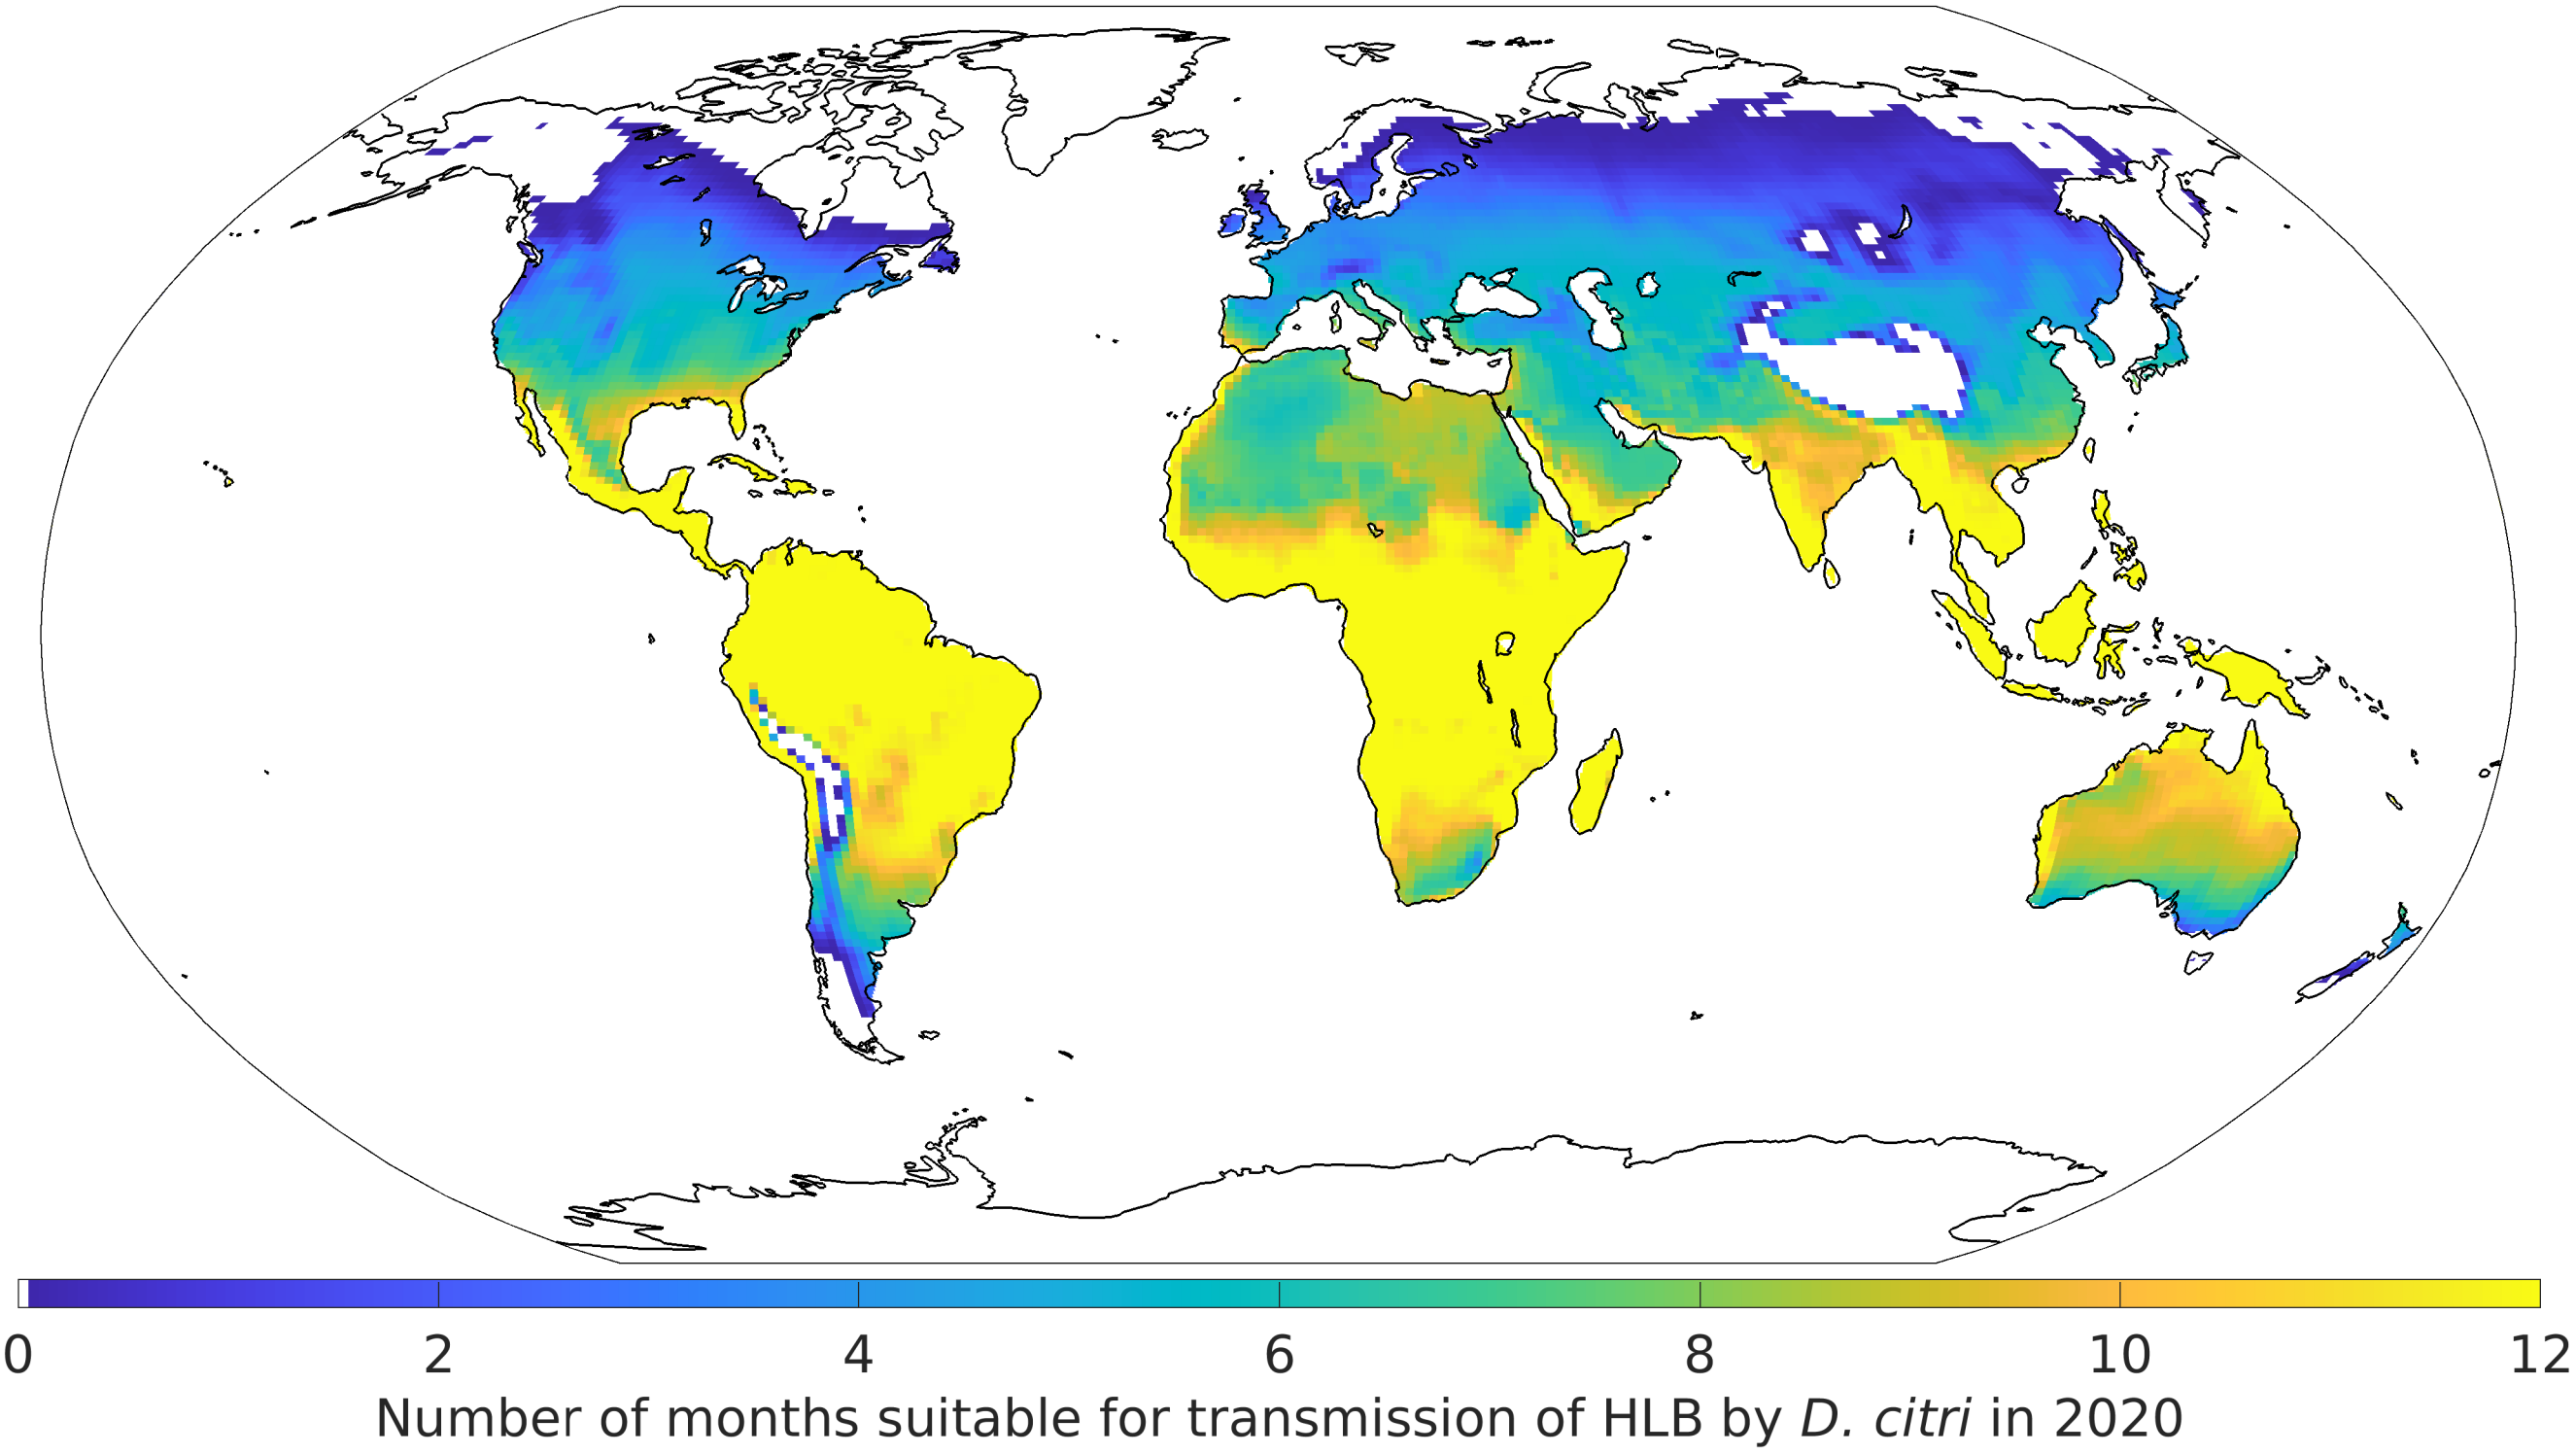 0 2 4 6 8 10 12
Number of months suitable for transmission of HLB by D. citri in 2020